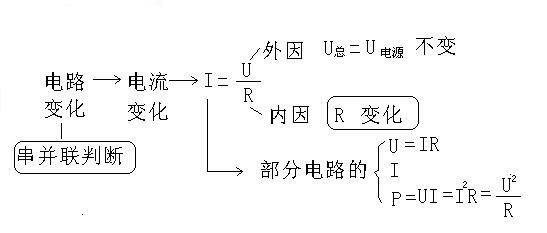 外因 U总=U电源 不变
电路变化 → 电流变化 → I=U/R
内因 R 变化
串并联判断
部分电路的
U=IR
I
P=UI=I²R=U²/R